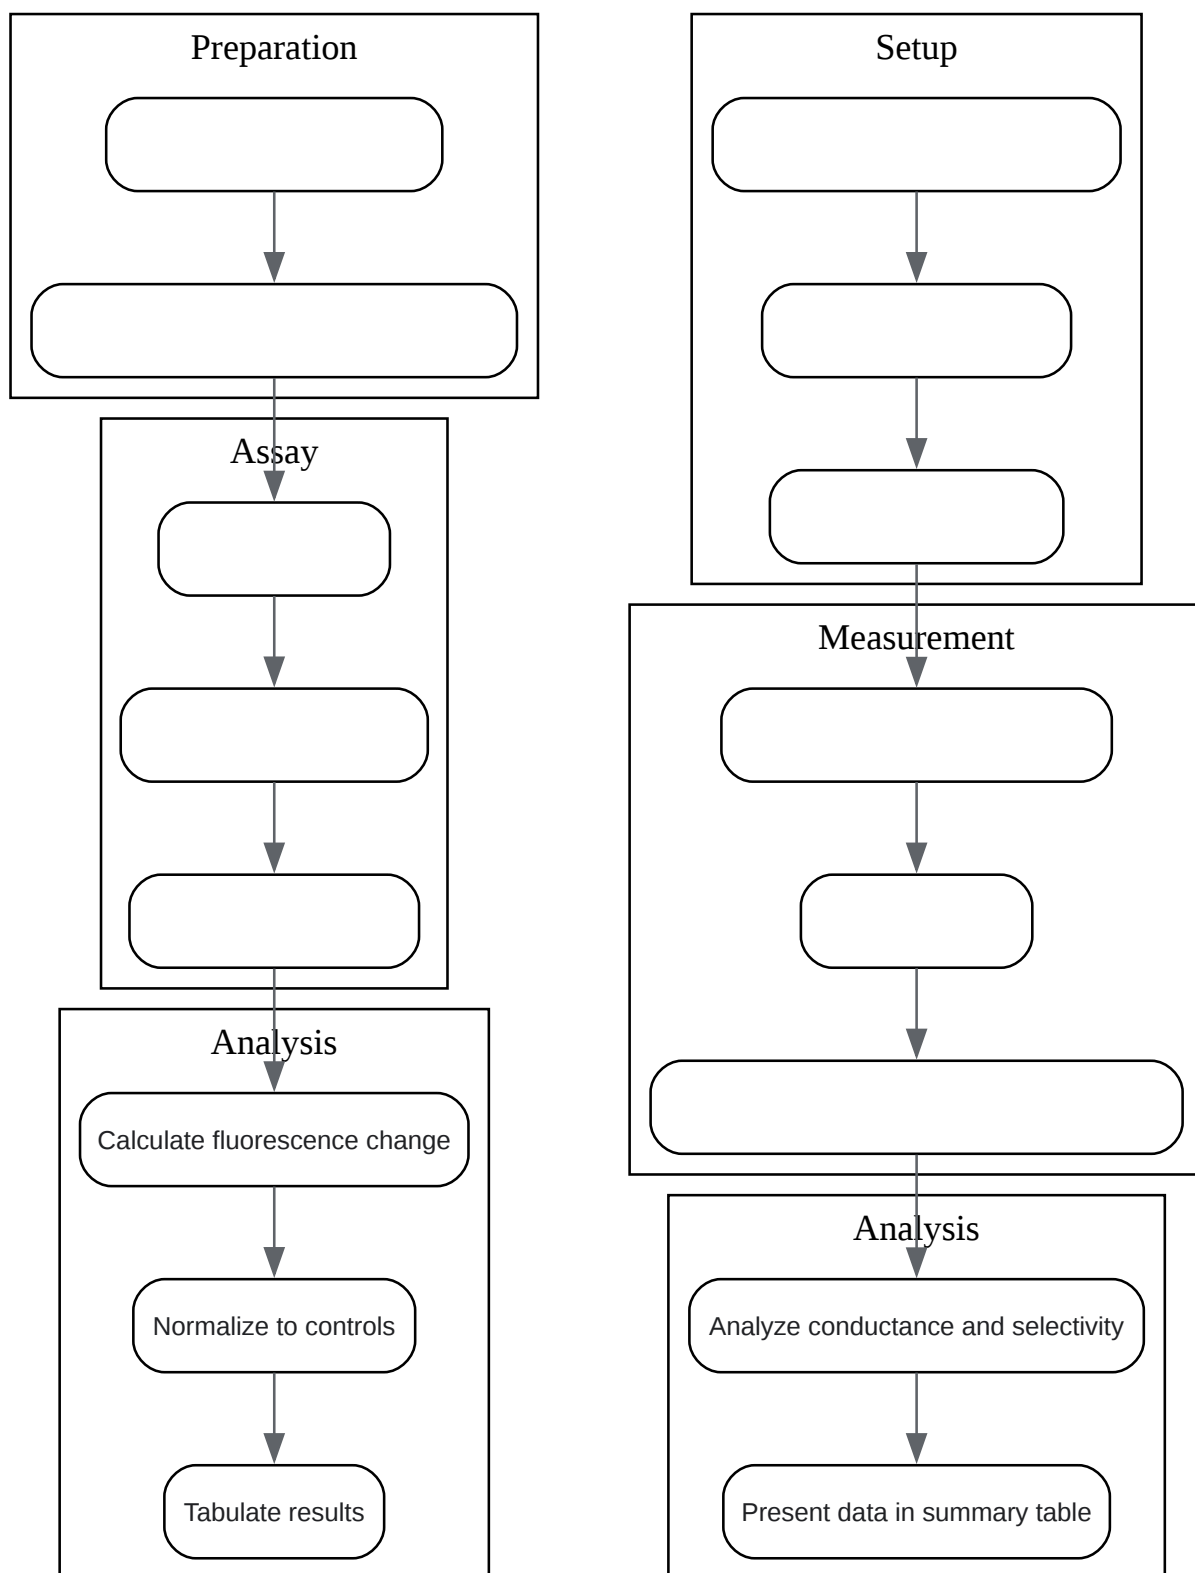 Preparation
Assay
Analysis
Calculate fluorescence change
Normalize to controls
Tabulate results
Setup
Measurement
Analysis
Analyze conductance and selectivity
Present data in summary table